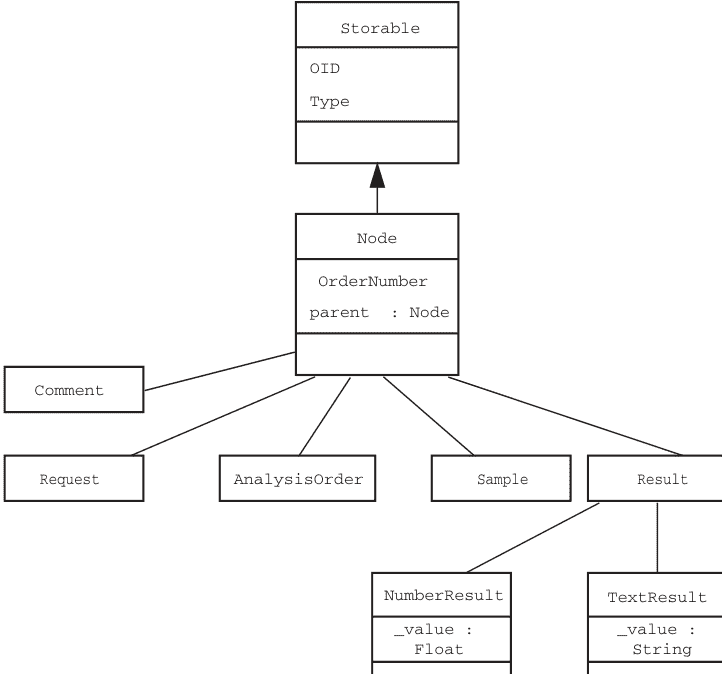 Storable
OID
Type
Node
OrderNumber
parent : Node
Comment
Request
AnalysisOrder
Sample
Result
NumberResult
_value :
Float
TextResult
_value :
String